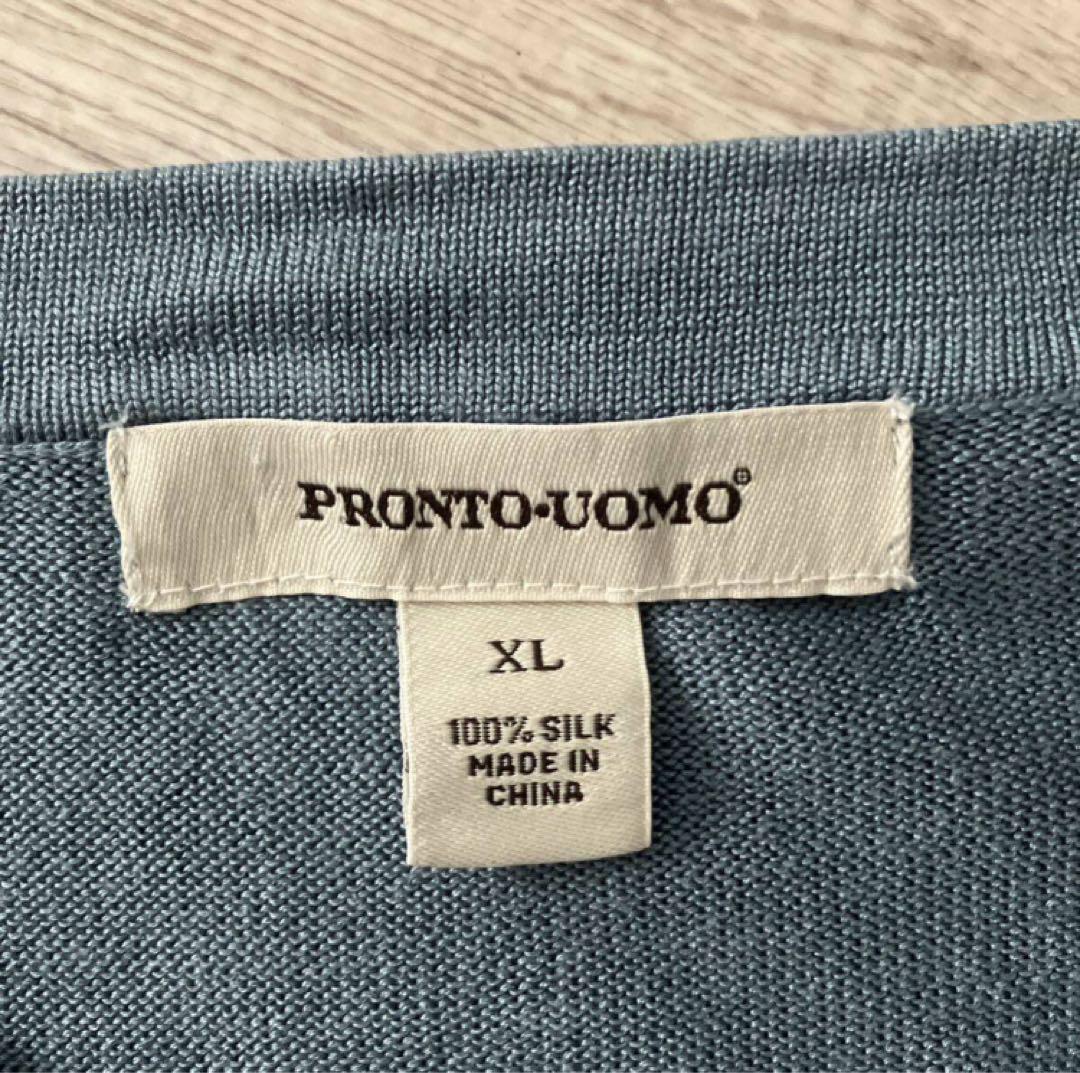 PRONTO·UOMO®
XL
100% SILK
MADE IN
CHINA